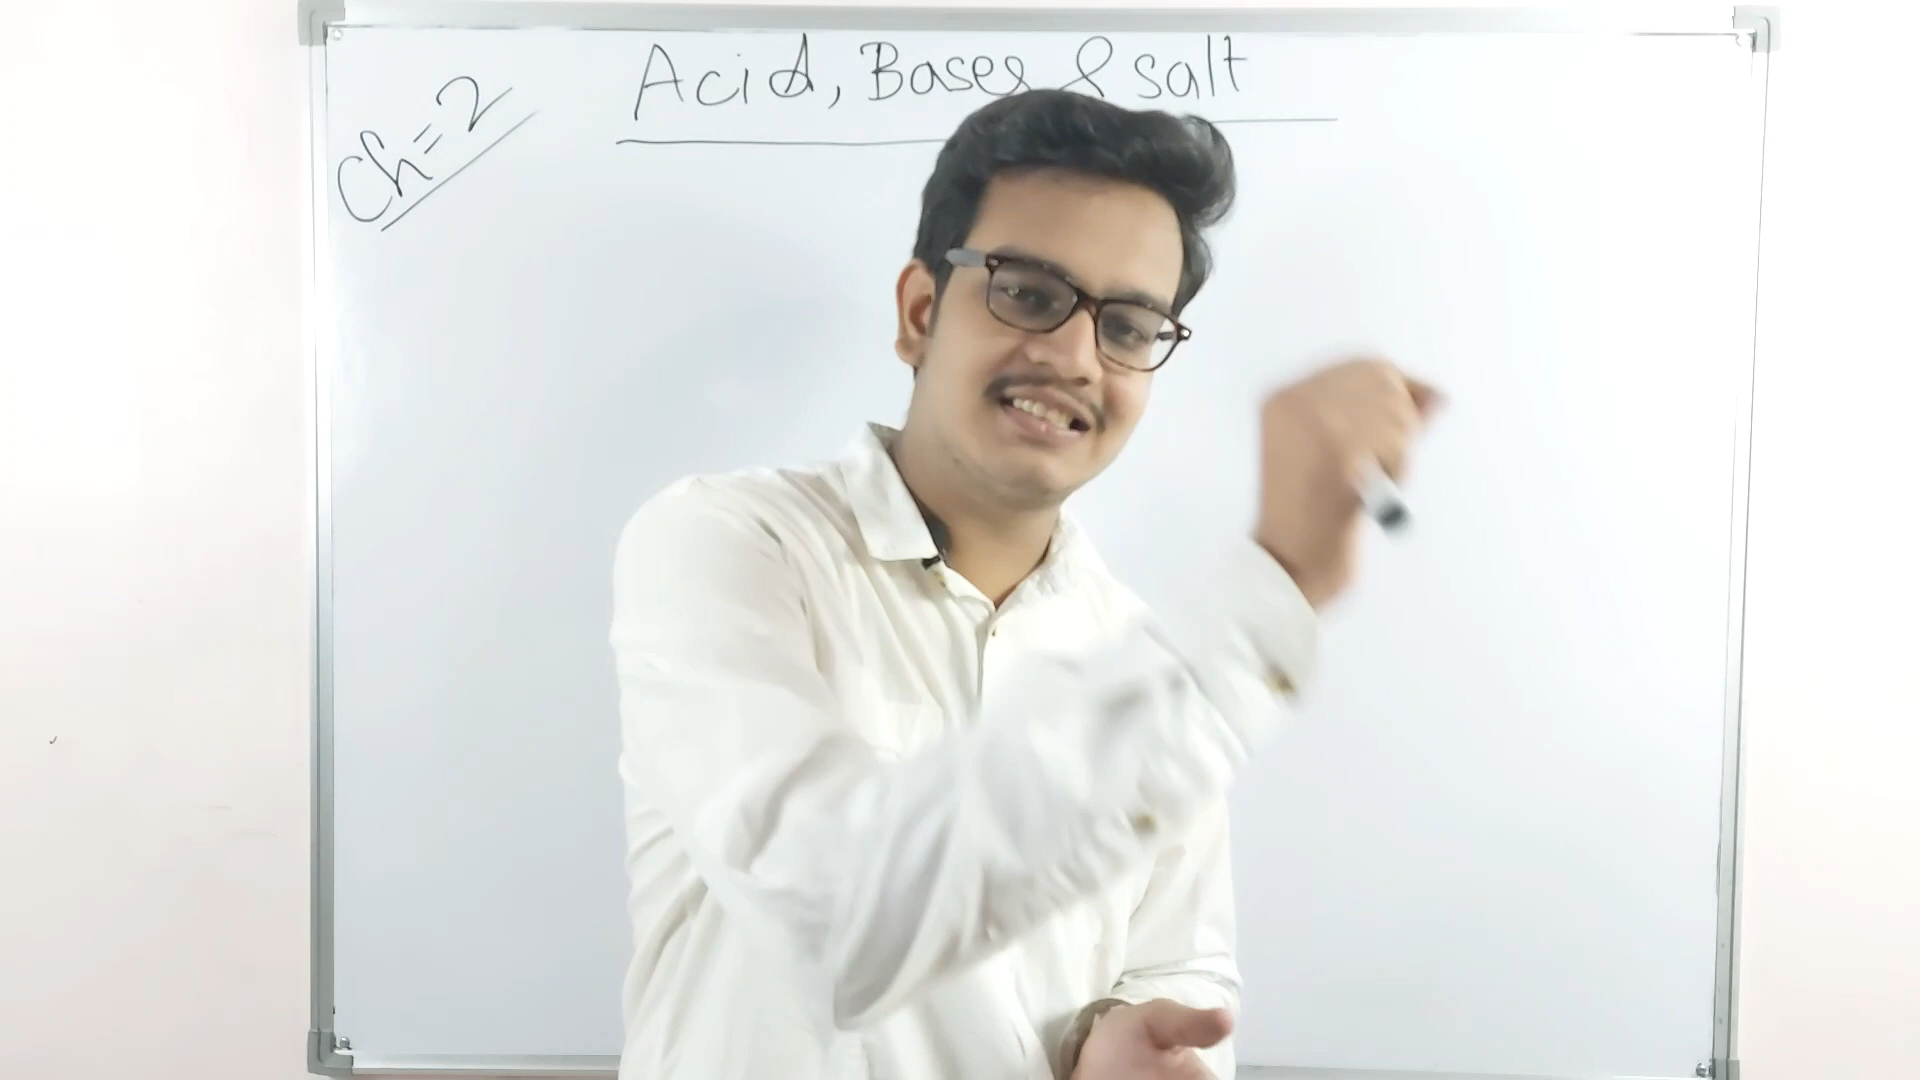 Acid, Bases & salt
Ch=2